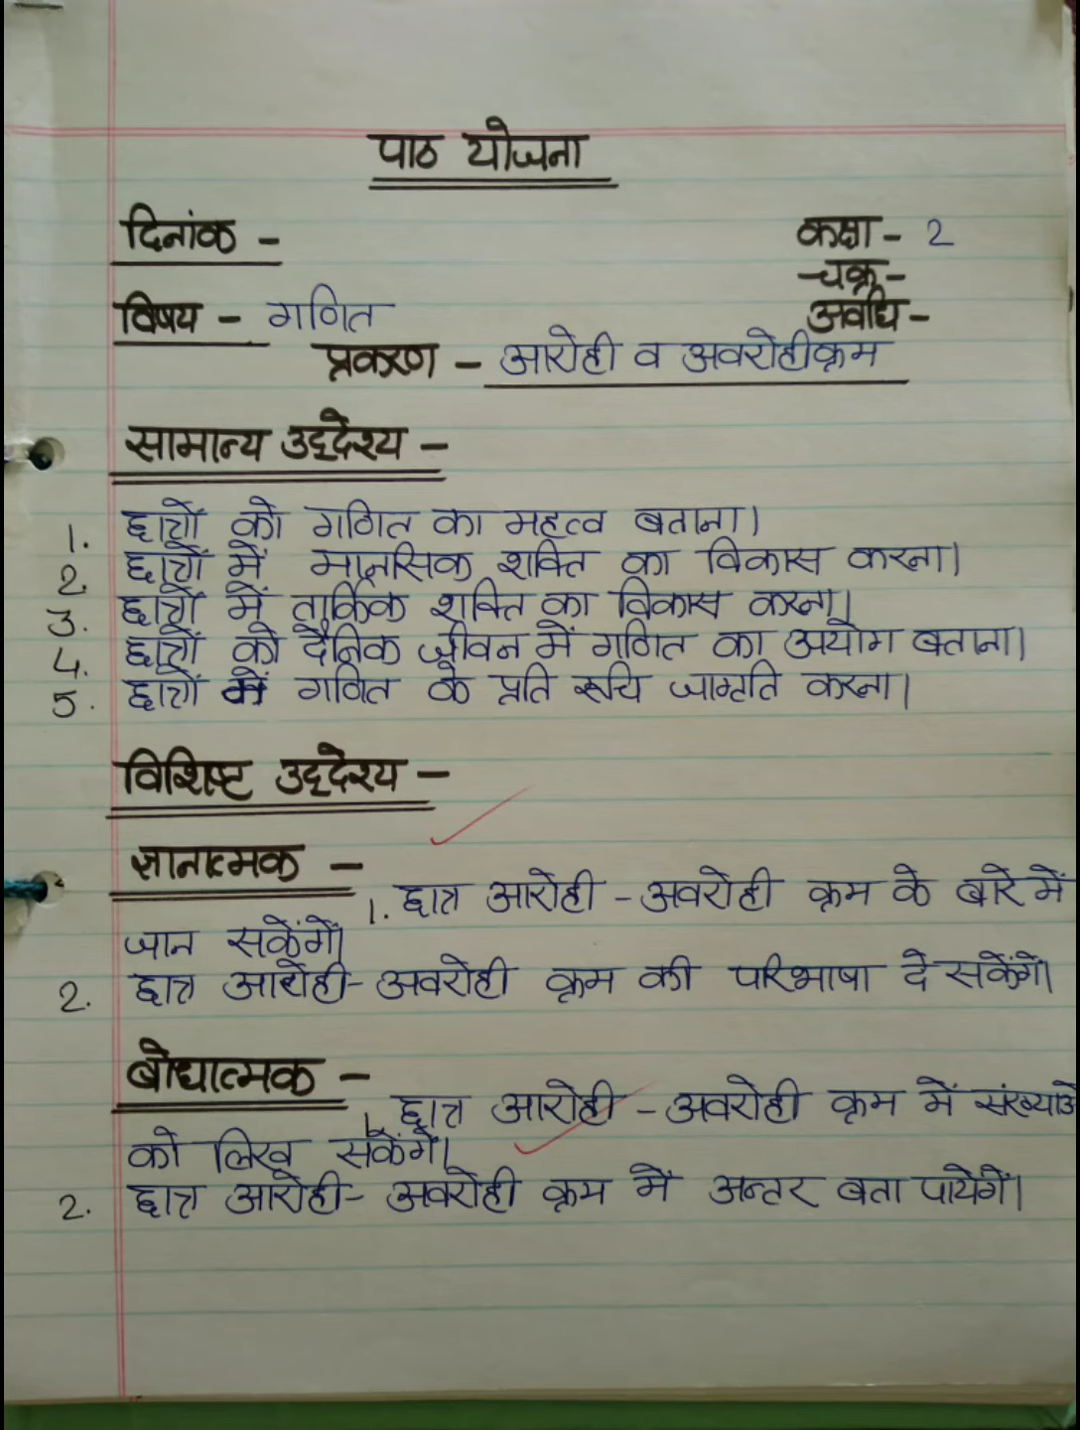 पाठ योजना
दिनांक -
कक्षा - 2
चक्र -
विषय - गणित
अवधि -
प्रकरण - आरोही व अवरोहीक्रम
सामान्य उद्देश्य -
1. छात्रों को गणित का महत्व बताना।
2. छात्रों में मानसिक शक्ति का विकास करना।
3. छात्रों में तार्किक शक्ति का विकास करना।
4. छात्रों को दैनिक जीवन में गणित का उपयोग बताना।
5. छात्रों में गणित के प्रति रूचि जागृति करना।
विशिष्ट उद्देश्य -
ज्ञानात्मक -
1. छात्र आरोही - अवरोही क्रम के बारे में
जान सकेंगें।
2. छात्र आरोही - अवरोही क्रम की परिभाषा दे सकेंगें।
बोधात्मक -
1. छात्र आरोही - अवरोही क्रम में संख्याओ
को लिख सकेंगें।
2. छात्र आरोही - अवरोही क्रम में अन्तर बता पायेगें।